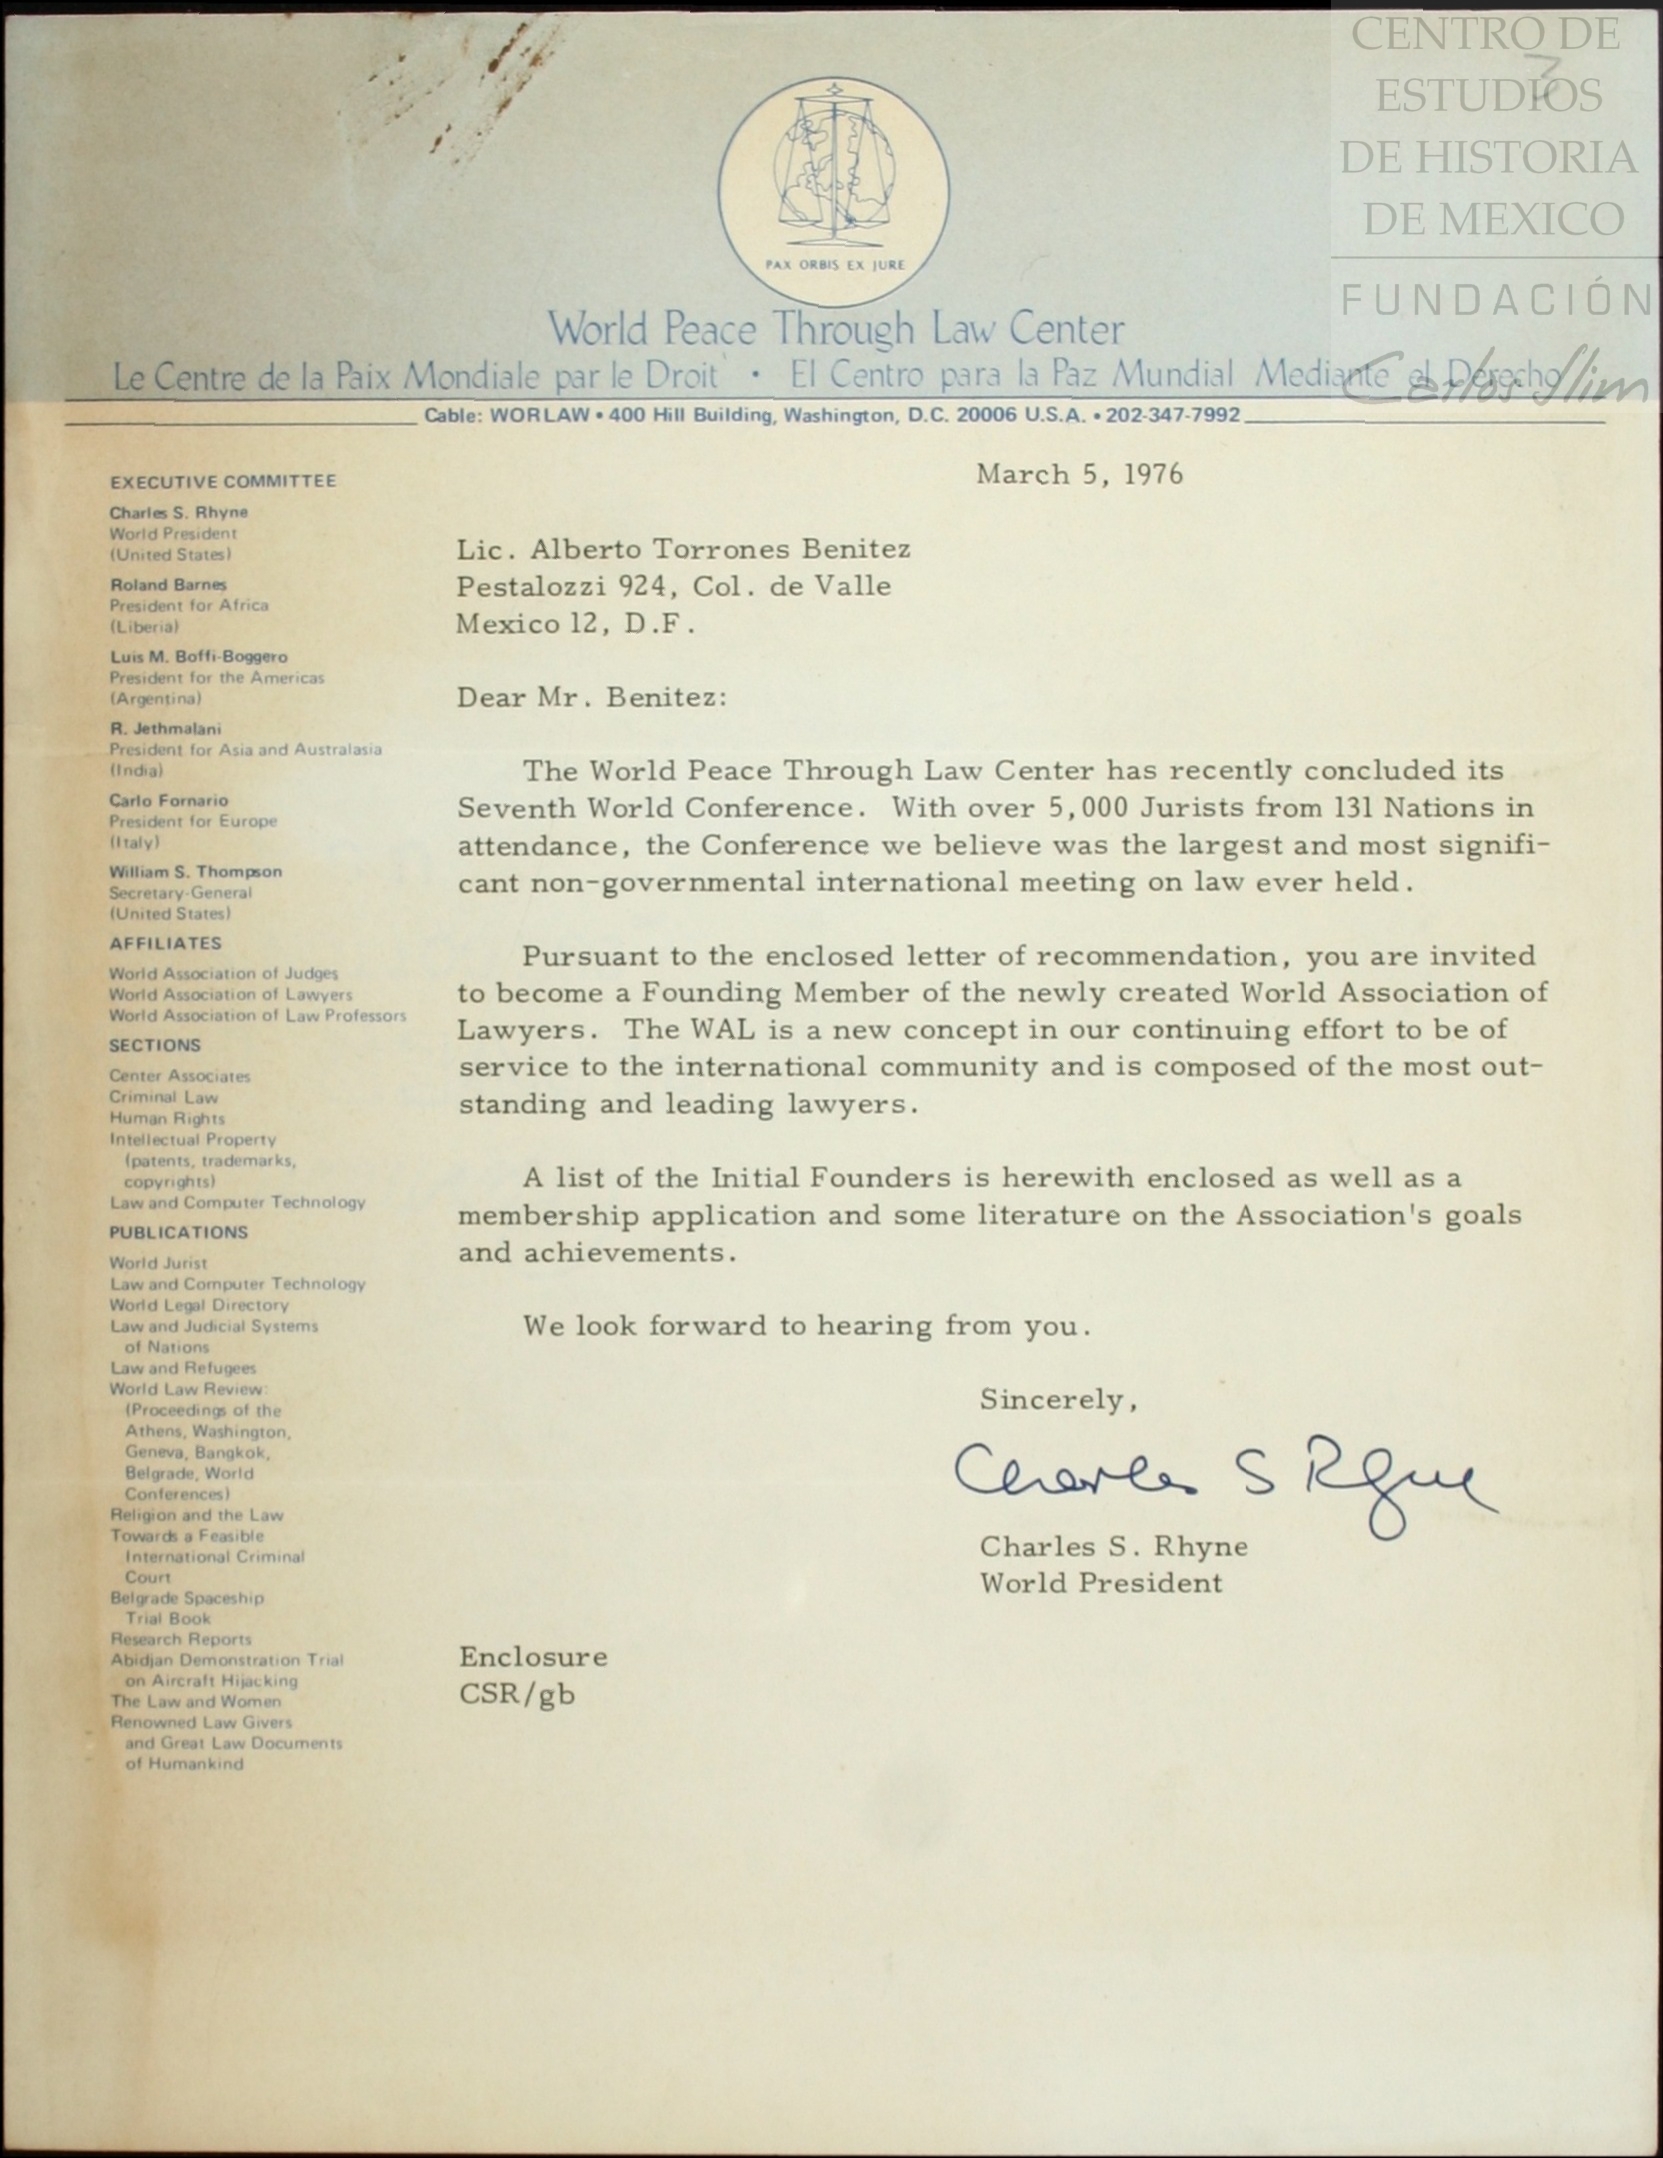 CENTRO DE
ESTUDIOS
DE HISTORIA
DE MEXICO
FUNDACIÓN
Carlos Slim
3
PAX ORBIS EX JURE
World Peace Through Law Center
Le Centre de la Paix Mondiale par le Droit • El Centro para la Paz Mundial Mediante el Derecho
Cable: WORLAW • 400 Hill Building, Washington, D.C. 20006 U.S.A. • 202-347-7992
EXECUTIVE COMMITTEE
Charles S. Rhyne
World President
(United States)
Roland Barnes
President for Africa
(Liberia)
Luis M. Boffi-Boggero
President for the Americas
(Argentina)
R. Jethmalani
President for Asia and Australasia
(India)
Carlo Fornario
President for Europe
(Italy)
William S. Thompson
Secretary-General
(United States)
AFFILIATES
World Association of Judges
World Association of Lawyers
World Association of Law Professors
SECTIONS
Center Associates
Criminal Law
Human Rights
Intellectual Property
(patents, trademarks,
copyrights)
Law and Computer Technology
PUBLICATIONS
World Jurist
Law and Computer Technology
World Legal Directory
Law and Judicial Systems
of Nations
Law and Refugees
World Law Review:
(Proceedings of the
Athens, Washington,
Geneva, Bangkok,
Belgrade, World
Conferences)
Religion and the Law
Towards a Feasible
International Criminal
Court
Belgrade Spaceship
Trial Book
Research Reports
Abidjan Demonstration Trial
on Aircraft Hijacking
The Law and Women
Renowned Law Givers
and Great Law Documents
of Humankind
March 5, 1976
Lic. Alberto Torrones Benitez
Pestalozzi 924, Col. de Valle
Mexico 12, D.F.
Dear Mr. Benitez:
The World Peace Through Law Center has recently concluded its
Seventh World Conference. With over 5,000 Jurists from 131 Nations in
attendance, the Conference we believe was the largest and most signifi-
cant non-governmental international meeting on law ever held.
Pursuant to the enclosed letter of recommendation, you are invited
to become a Founding Member of the newly created World Association of
Lawyers. The WAL is a new concept in our continuing effort to be of
service to the international community and is composed of the most out-
standing and leading lawyers.
A list of the Initial Founders is herewith enclosed as well as a
membership application and some literature on the Association's goals
and achievements.
We look forward to hearing from you.
Sincerely,
Charles S Rhyne
Charles S. Rhyne
World President
Enclosure
CSR/gb